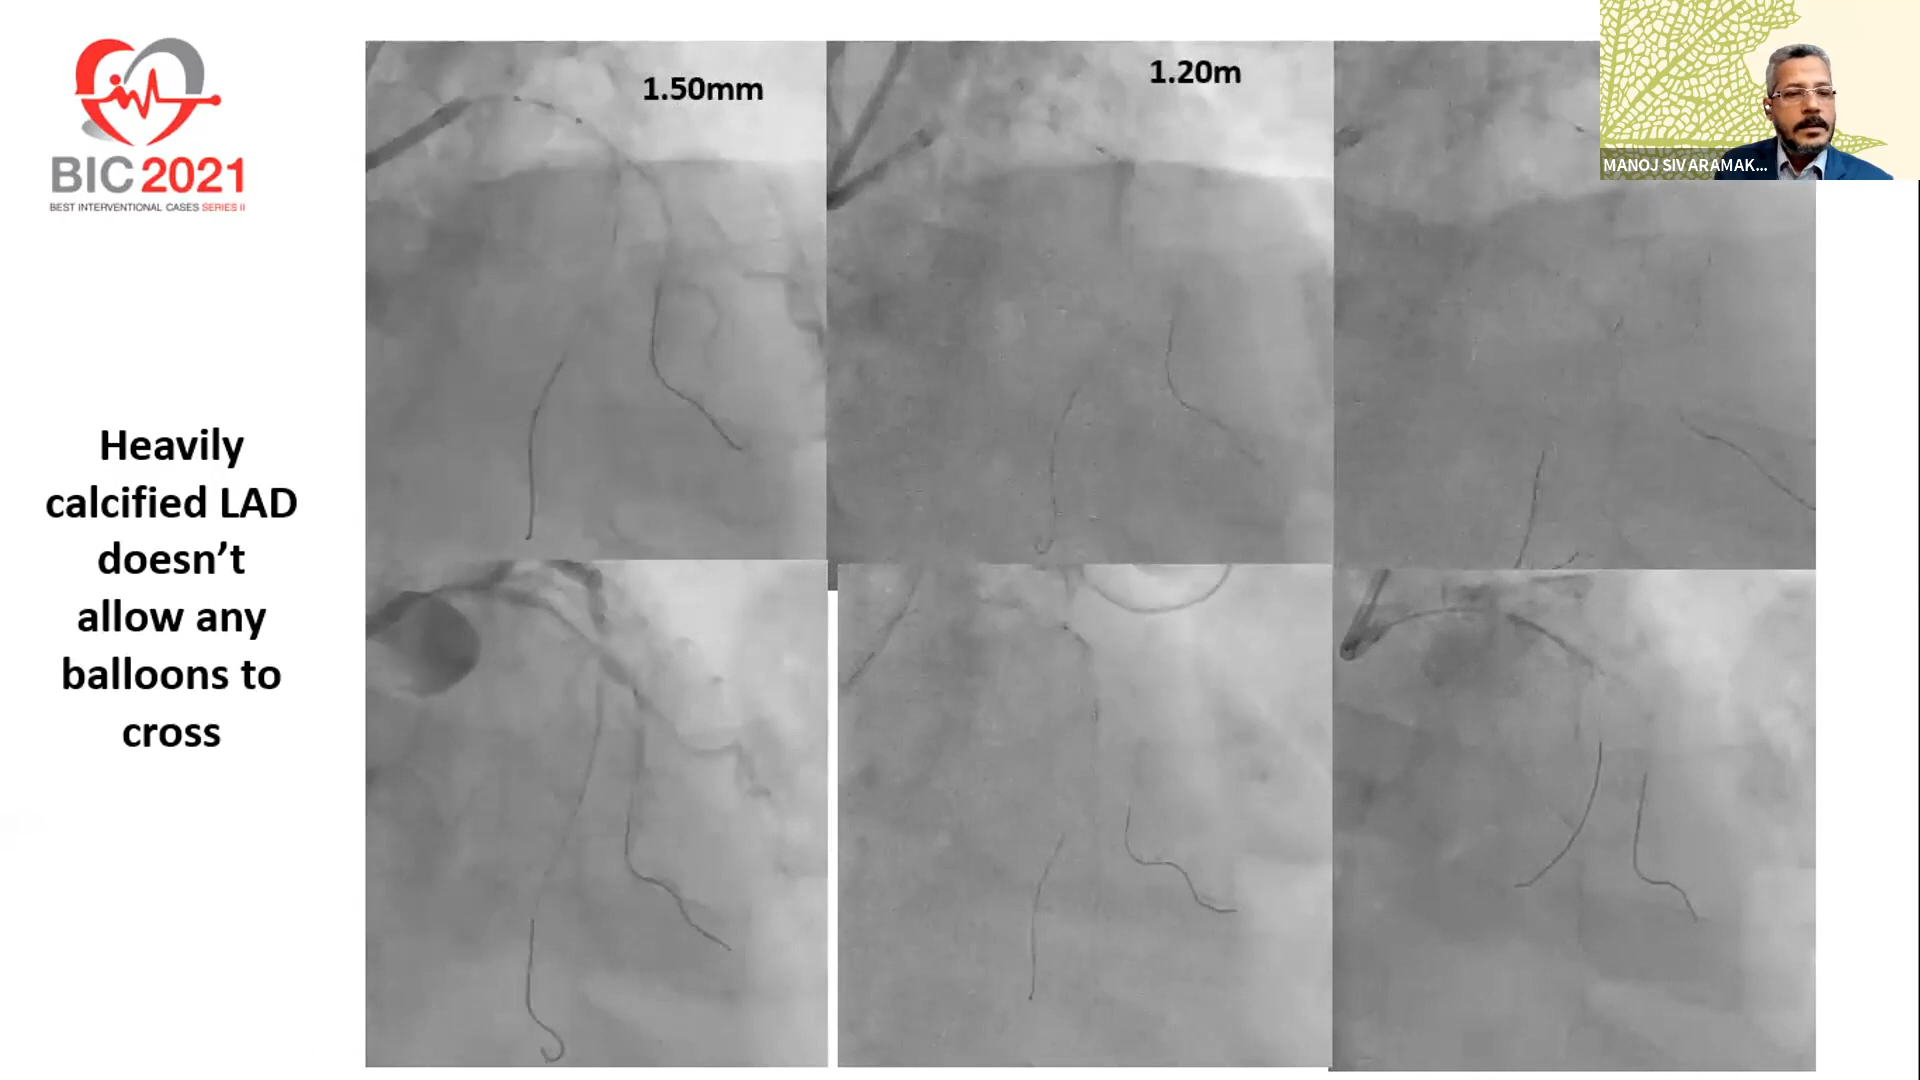 BIC 2021
BEST INTERVENTIONAL CASES SERIES II
1.50mm
1.20m
MANOJ SIVARAMAK...
Heavily
calcified LAD
doesn't
allow any
balloons to
cross